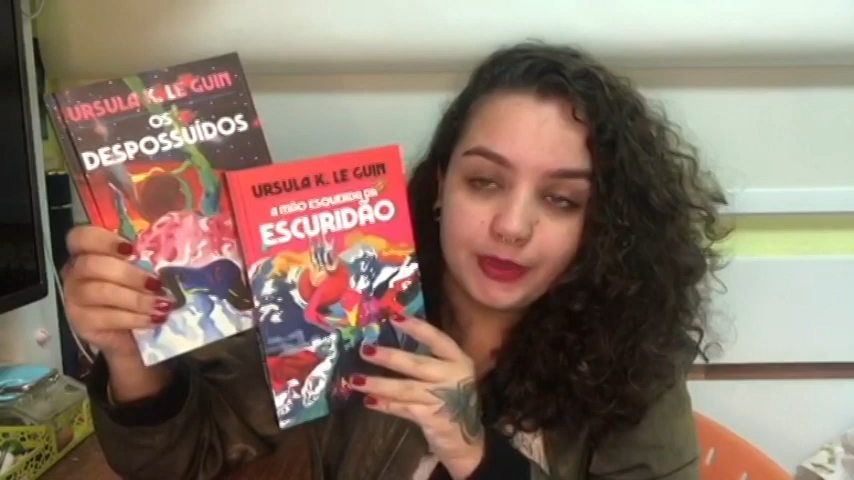 URSULA K. LE GUIN
OS
DESPOSSUÍDOS
URSULA K. LE GUIN
A MÃO ESQUERDA DA
ESCURIDÃO